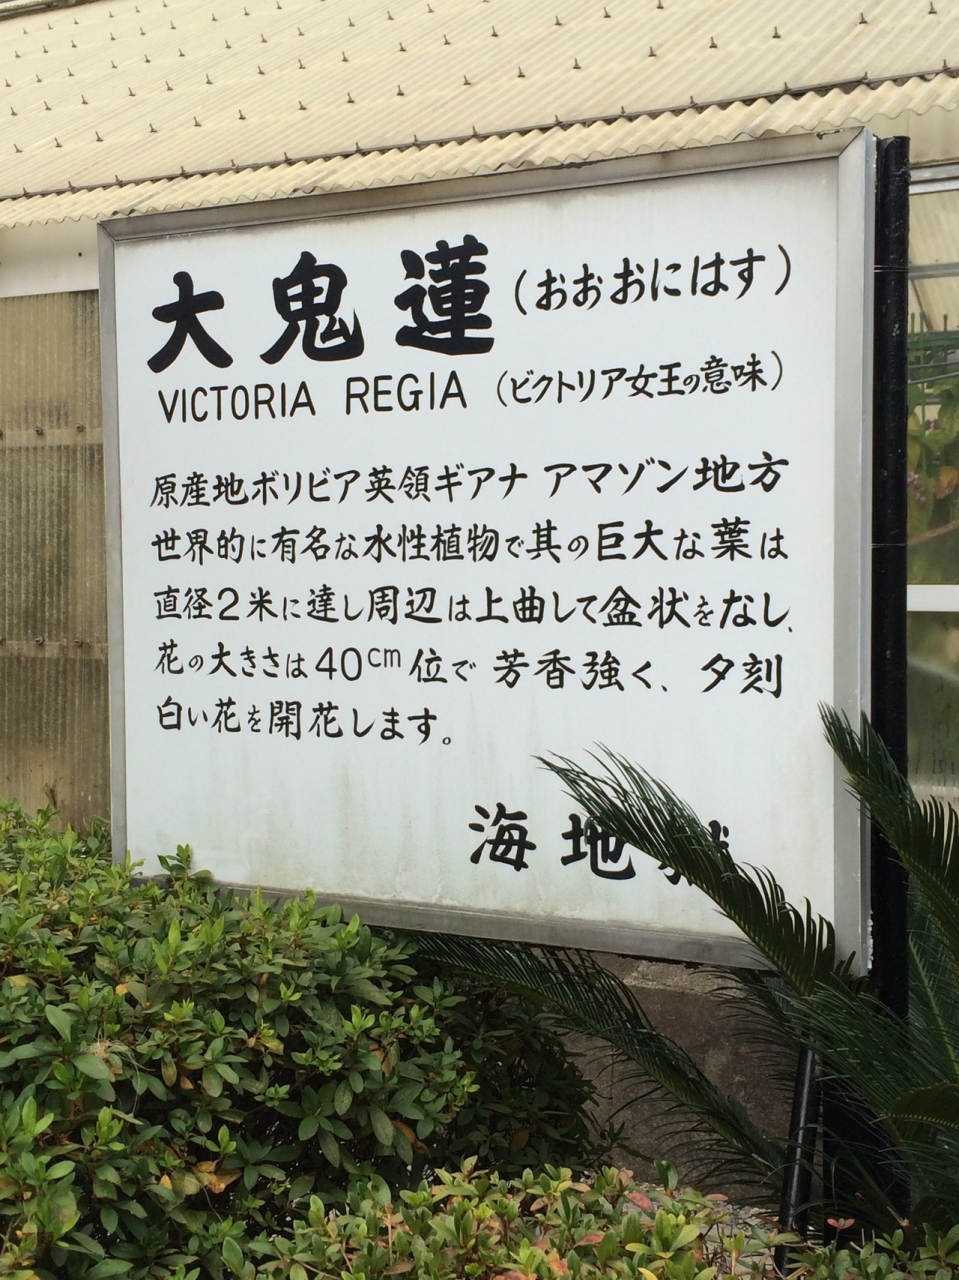 大鬼蓮（おおおにはす）
VICTORIA REGIA （ビクトリア女王の意味）
原産地ボリビア英領ギアナ アマゾン地方
世界的に有名な水性植物で其の巨大な葉は
直径2米に達し周辺は上曲して盆状をなし、
花の大きさは40cm位で 芳香強く、夕刻
白い花を開花します。
海地